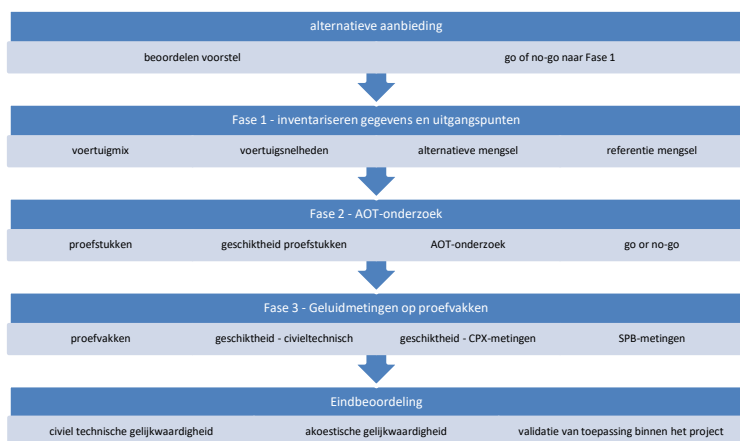 alternatieve aanbieding
beoordelen voorstel
go of no-go naar Fase 1
Fase 1 - inventariseren gegevens en uitgangspunten
voertuigmix
voertuigsnelheden
alternatieve mengsel
referentie mengsel
Fase 2 - AOT-onderzoek
proefstukken
geschiktheid proefstukken
AOT-onderzoek
go or no-go
Fase 3 - Geluidmetingen op proefvakken
proefvakken
geschiktheid - civieltechnisch
geschiktheid - CPX-metingen
SPB-metingen
Eindbeoordeling
civiel technische gelijkwaardigheid
akoestische gelijkwaardigheid
validatie van toepassing binnen het project